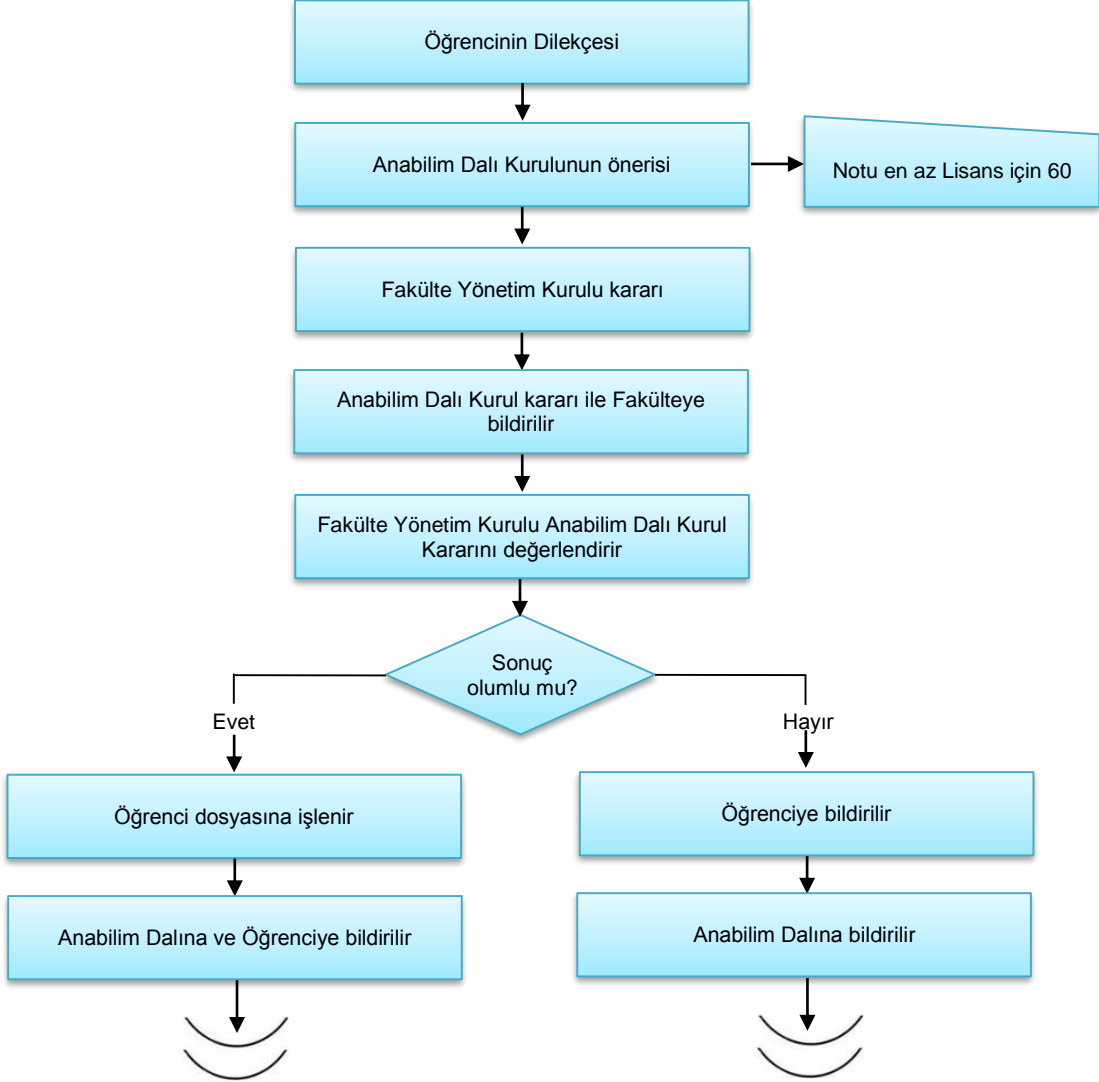 Öğrencinin Dilekçesi
Anabilim Dalı Kurulunun önerisi
Notu en az Lisans için 60
Fakülte Yönetim Kurulu kararı
Anabilim Dalı Kurul kararı ile Fakülteye
bildirilir
Fakülte Yönetim Kurulu Anabilim Dalı Kurul
Kararını değerlendirir
Sonuç
olumlu mu?
Evet
Hayır
Öğrenci dosyasına işlenir
Öğrenciye bildirilir
Anabilim Dalına ve Öğrenciye bildirilir
Anabilim Dalına bildirilir